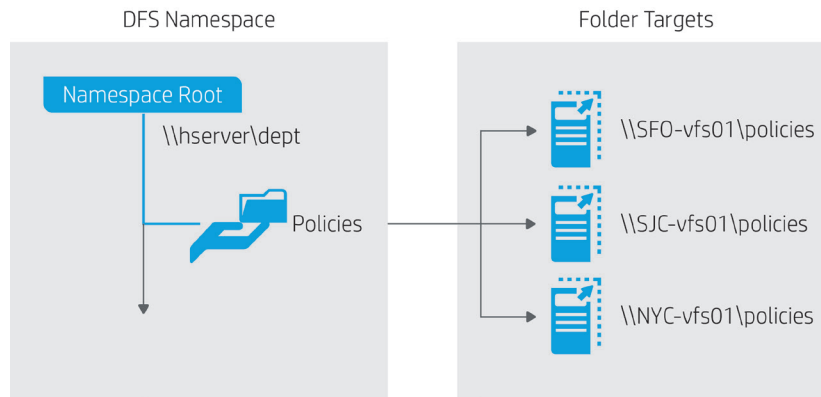 DFS Namespace
Folder Targets
Namespace Root
\\hserver\dept
Policies
\\SFO-vfs01\policies
\\SJC-vfs01\policies
\\NYC-vfs01\policies